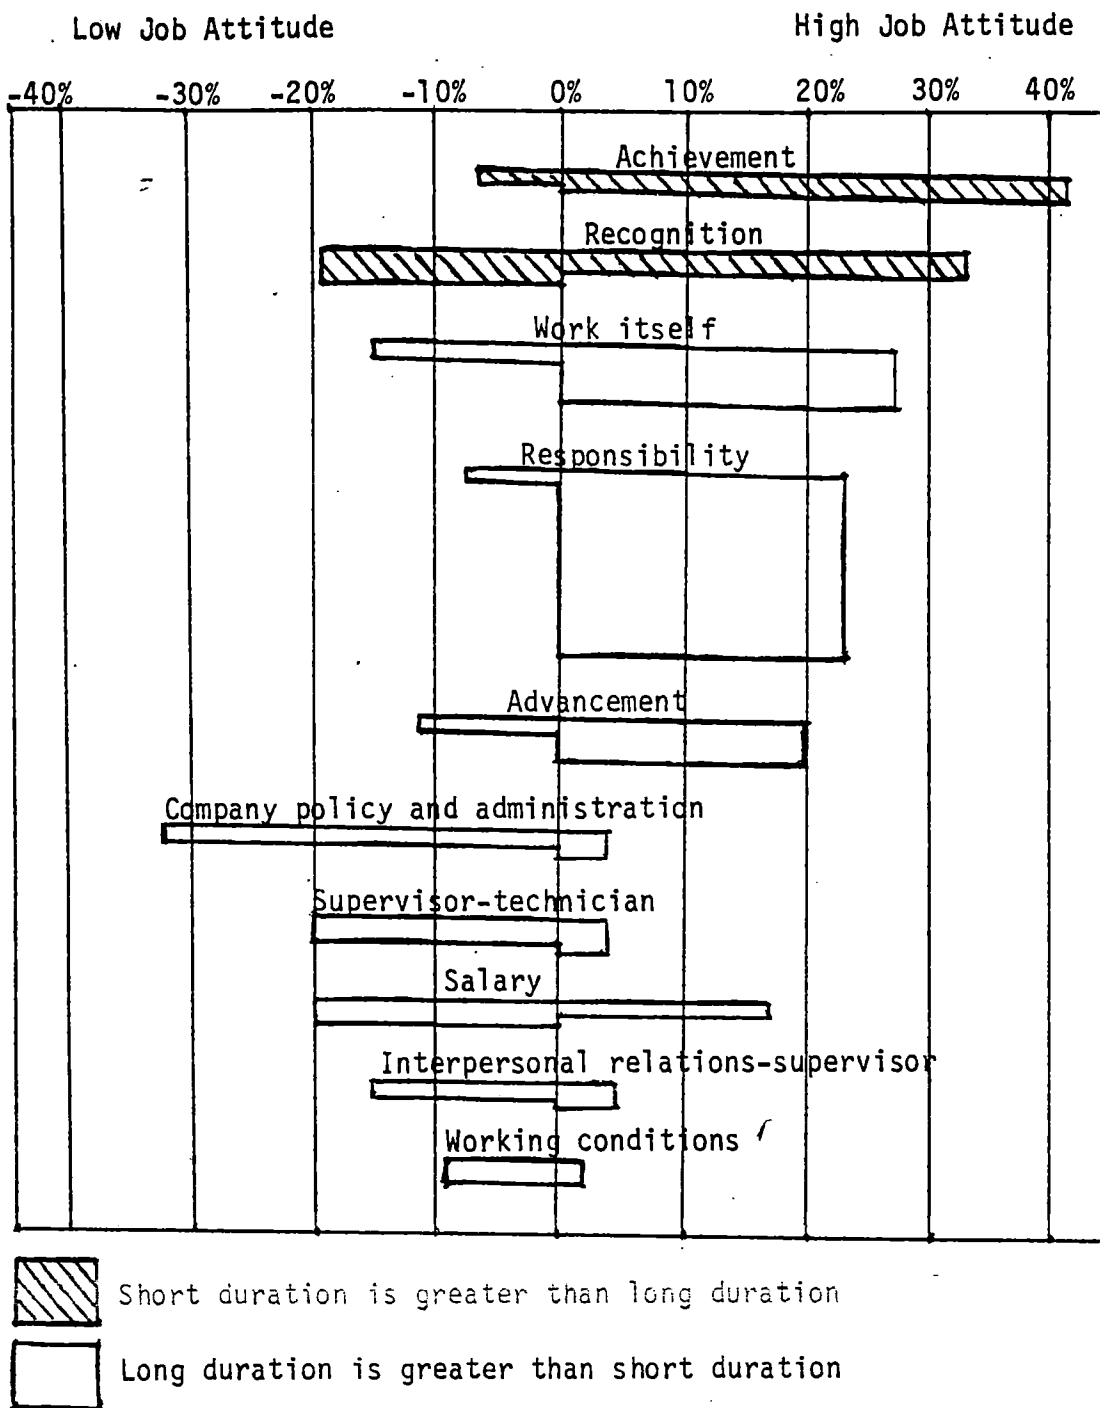 Low Job Attitude High Job Attitude
-40% -30% -20% -10% 0% 10% 20% 30% 40%
Achievement
Recognition
Work itself
Responsibility
Advancement
Company policy and administration
Supervisor-technician
Salary
Interpersonal relations-supervisor
Working conditions
Short duration is greater than long duration
Long duration is greater than short duration